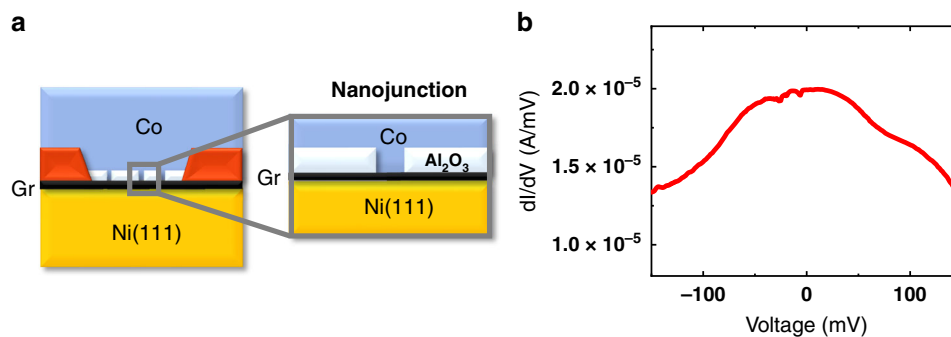 a
Nanojunction
Co
Gr
Ni(111)
Co
Al₂O₃
Gr
Ni(111)
b
dI/dV (A/mV)
2.0 × 10⁻⁵
1.5 × 10⁻⁵
1.0 × 10⁻⁵
−100
0
100
Voltage (mV)